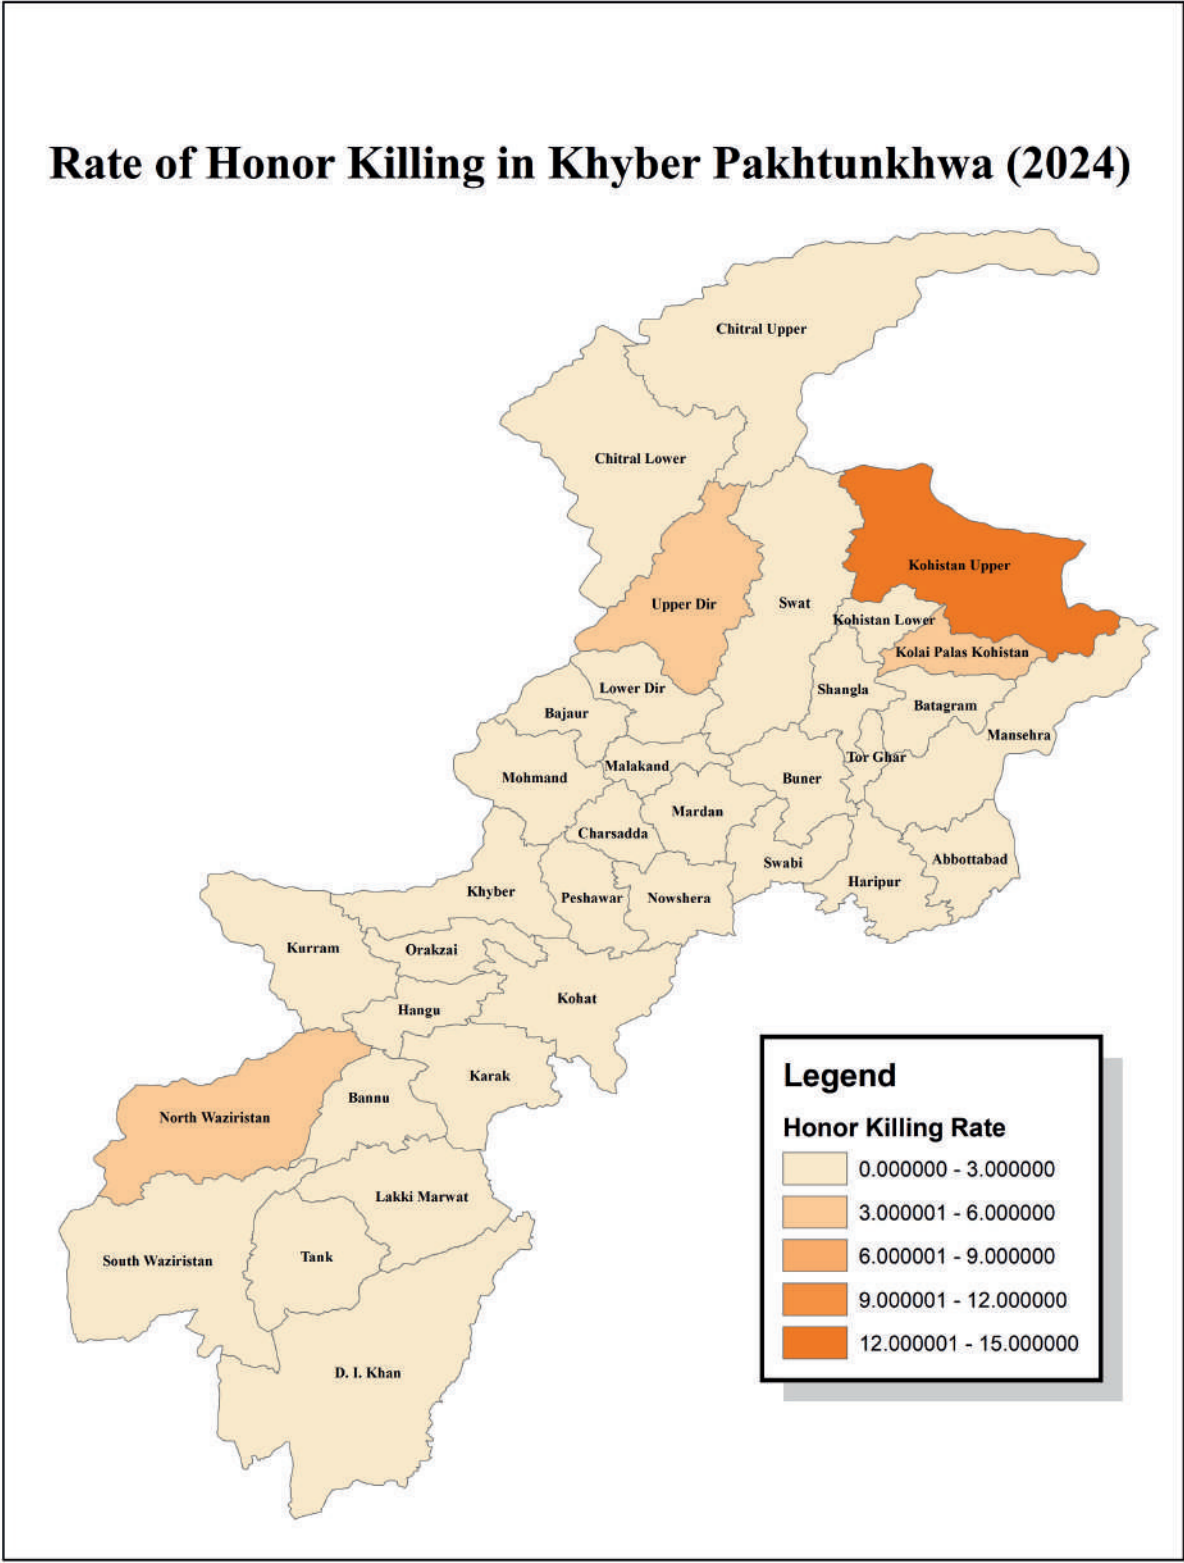 Rate of Honor Killing in Khyber Pakhtunkhwa (2024)
Chitral Upper
Chitral Lower
Kohistan Upper
Upper Dir
Swat
Kohistan Lower
Kolai Palas Kohistan
Lower Dir
Shangla
Batagram
Bajaur
Mansehra
Tor Ghar
Malakand
Mohmand
Buner
Mardan
Charsadda
Abbottabad
Swabi
Haripur
Khyber
Peshawar
Nowshera
Kurram
Orakzai
Kohat
Hangu
Karak
Bannu
North Waziristan
Lakki Marwat
Tank
South Waziristan
D. I. Khan
Legend
Honor Killing Rate
0.000000 - 3.000000
3.000001 - 6.000000
6.000001 - 9.000000
9.000001 - 12.000000
12.000001 - 15.000000